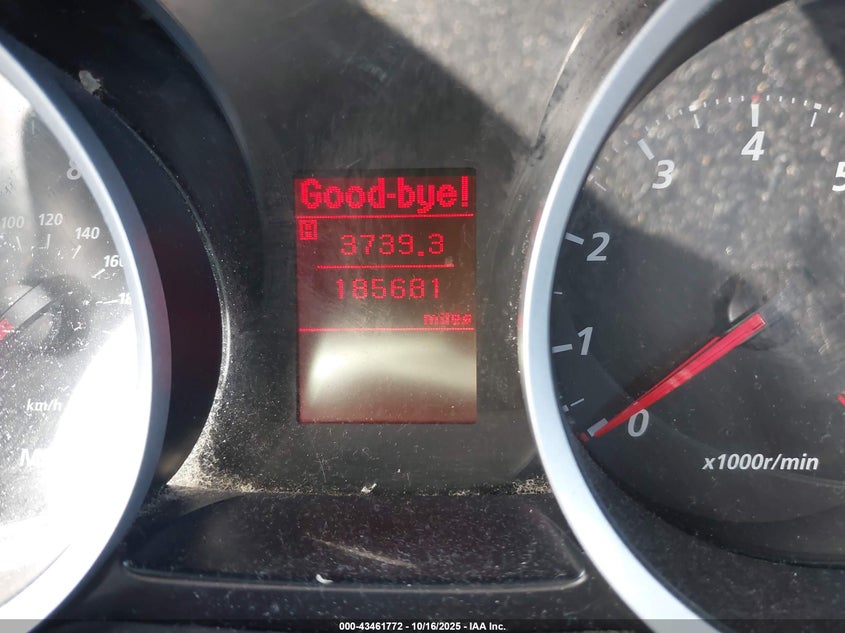 Good-bye!
H 3739.3
185681
miles
8
100 120 140 160
km/h
0 1 2 3 4 5
x1000r/min
000-43461772 - 10/16/2025 - IAA Inc.